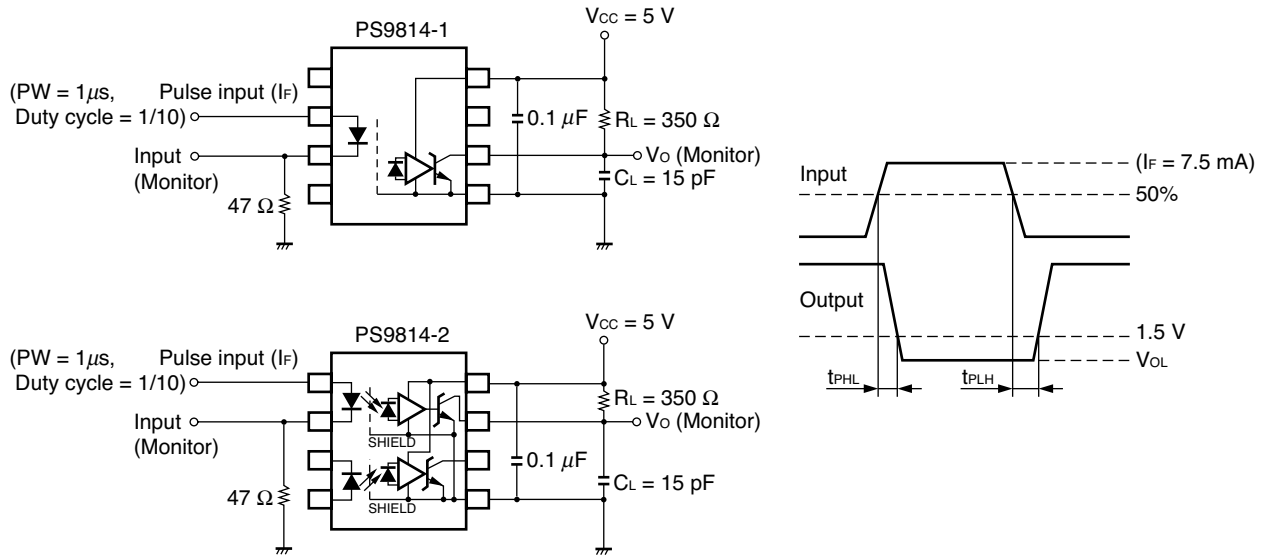 PS9814-1
VCC = 5 V
(PW = 1μs,
Duty cycle = 1/10)
Pulse input (IF)
Input
(Monitor)
47 Ω
0.1 μF
RL = 350 Ω
VO (Monitor)
CL = 15 pF
PS9814-2
VCC = 5 V
(PW = 1μs,
Duty cycle = 1/10)
Pulse input (IF)
Input
(Monitor)
47 Ω
SHIELD
SHIELD
0.1 μF
RL = 350 Ω
VO (Monitor)
CL = 15 pF
Input
(IF = 7.5 mA)
50%
Output
1.5 V
VOL
tPHL
tPLH